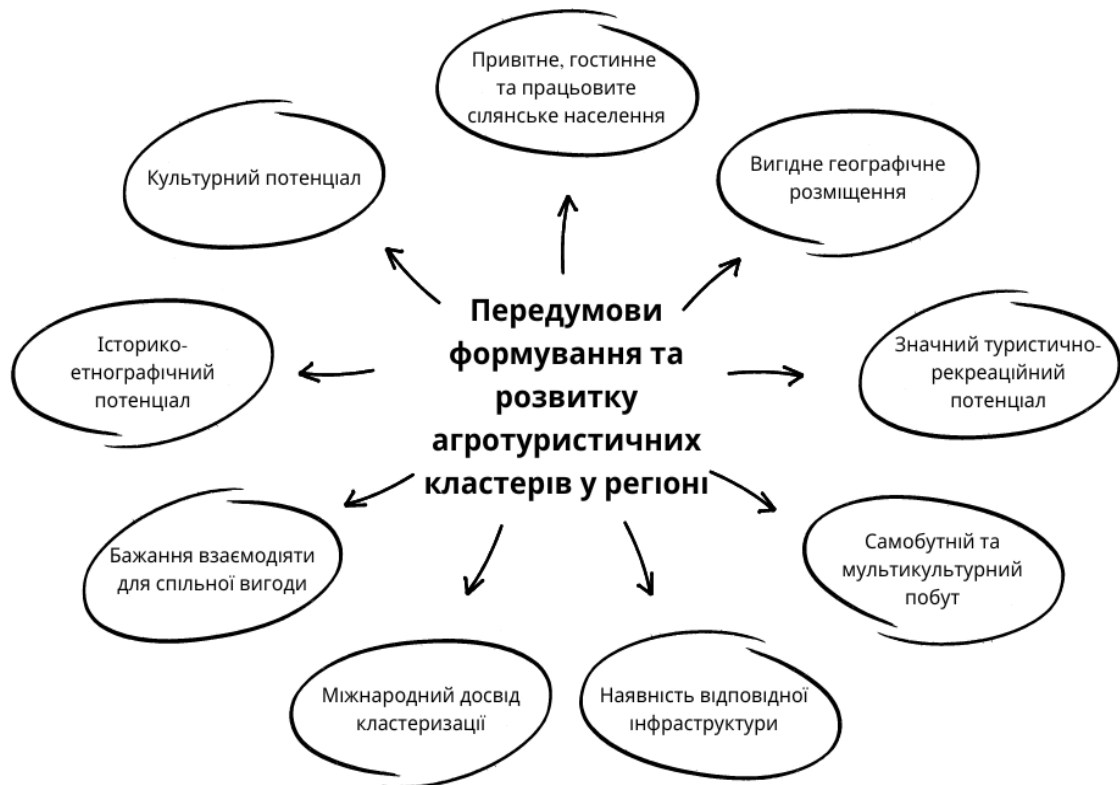 Привітне, гостинне
та працьовите
сілянське населення
Вигідне географічне
розміщення
Культурний потенціал
Передумови
формування та
розвитку
агротуристичних
кластерів у регіоні
Історико-
етнографічний
потенціал
Значний туристично-
рекреаційний
потенціал
Бажання взаємодіяти
для спільної вигоди
Самобутній та
мультикультурний
побут
Міжнародний досвід
кластеризації
Наявність відповідної
інфраструктури